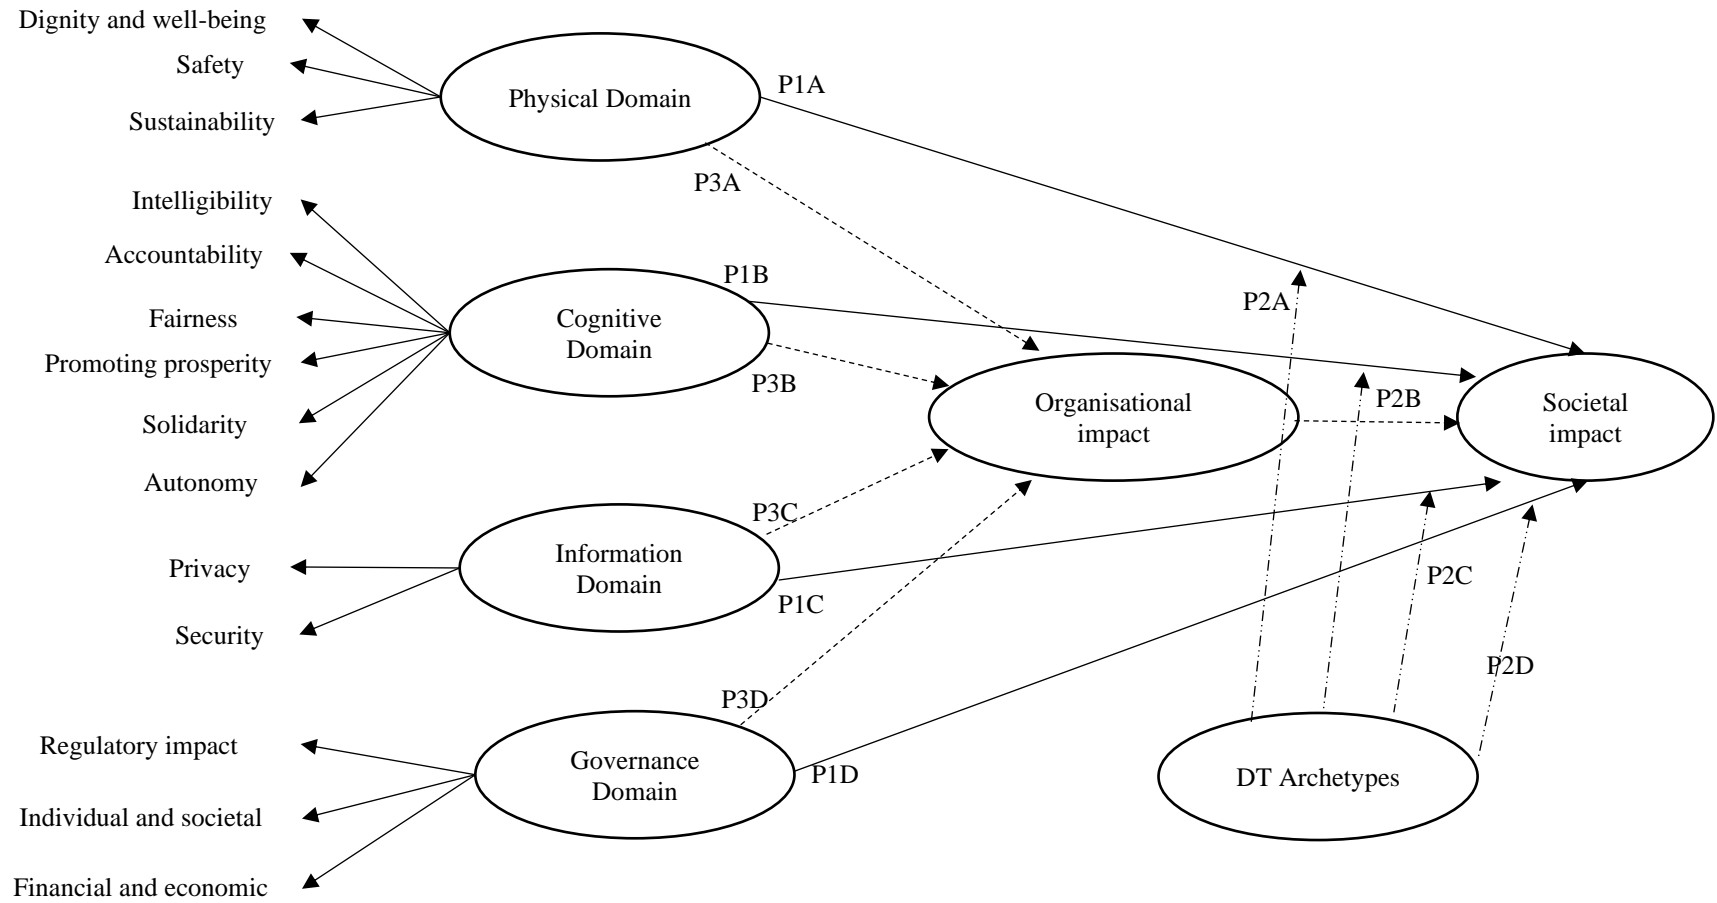 Dignity and well-being
Safety
Sustainability
Physical Domain
P1A
P3A
Intelligibility
Accountability
Fairness
Promoting prosperity
Solidarity
Autonomy
Cognitive
Domain
P1B
P3B
P2A
P2B
Organisational
impact
Societal
impact
Privacy
Security
Information
Domain
P3C
P1C
P2C
P2D
Regulatory impact
Individual and societal
Financial and economic
Governance
Domain
P3D
P1D
DT Archetypes